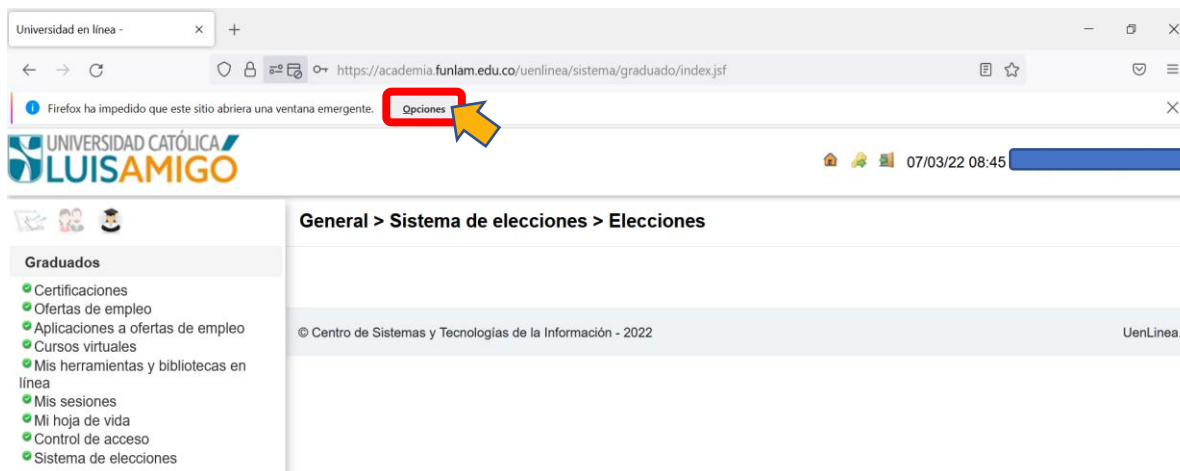 Universidad en línea -
https://academia.funlam.edu.co/uenlinea/sistema/graduado/index.jsf
Firefox ha impedido que este sitio abriera una ventana emergente. Opciones
UNIVERSIDAD CATÓLICA
LUISAMIGO
07/03/22 08:45
General > Sistema de elecciones > Elecciones
Graduados
Certificaciones
Ofertas de empleo
Aplicaciones a ofertas de empleo
Cursos virtuales
Mis herramientas y bibliotecas en
línea
Mis sesiones
Mi hoja de vida
Control de acceso
Sistema de elecciones
© Centro de Sistemas y Tecnologías de la Información - 2022 UenLinea.